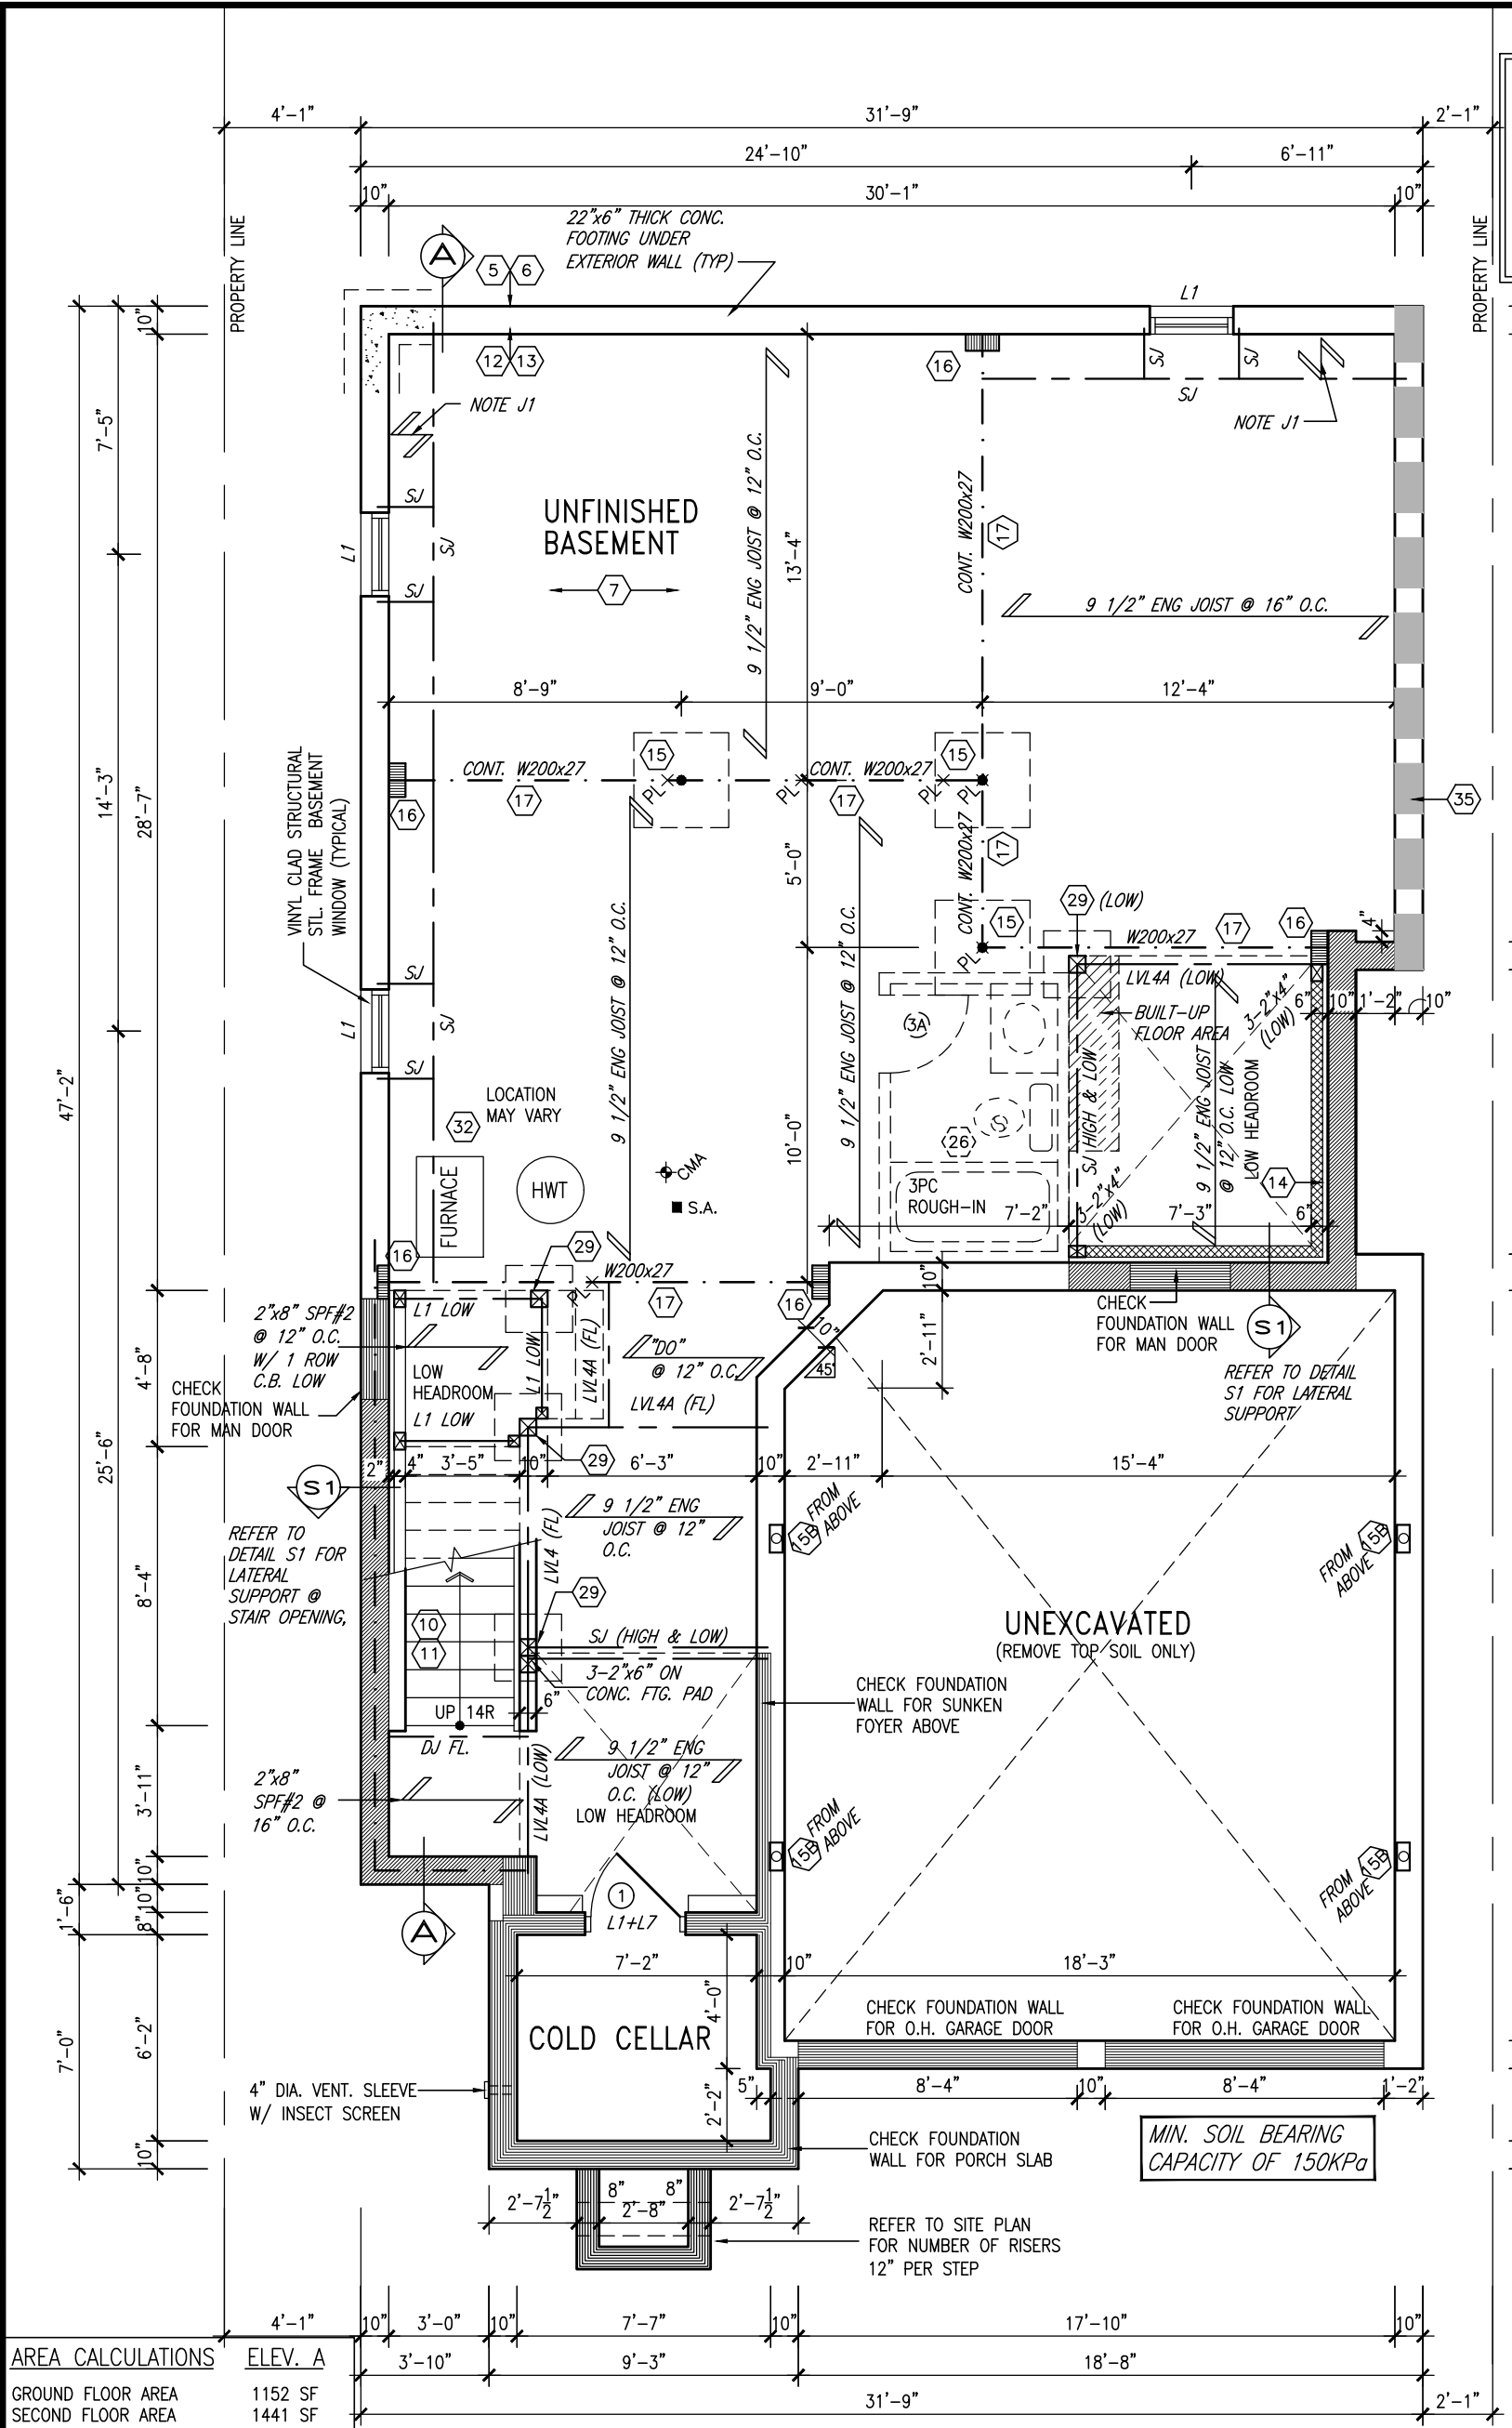 4'-1"
31'-9"
2'-1"
24'-10"
6'-11"
10"
30'-1"
10"
PROPERTY LINE
PROPERTY LINE
22"x6" THICK CONC.
FOOTING UNDER
EXTERIOR WALL (TYP)
A
5
6
L1
10"
12
13
16
SJ
SJ
SJ
NOTE J1
NOTE J1
7'-5"
SJ
UNFINISHED
BASEMENT
7
L1
SJ
SJ
9 1/2" ENG JOIST @ 12" O.C.
13'-4"
CONT. W200x27
17
9 1/2" ENG JOIST @ 16" O.C.
8'-9"
9'-0"
12'-4"
14'-3"
28'-7"
VINYL CLAD STRUCTURAL
STL. FRAME BASEMENT
WINDOW (TYPICAL)
CONT. W200x27
17
16
15
PL
PL
CONT. W200x27
17
15
PL
PL
35
5'-0"
CONT. W200x27
17
15
PL
29
(LOW)
W200x27
17
16
4"
LVL4A (LOW)
SJ
L1
SJ
SJ
9 1/2" ENG JOIST @ 12" O.C.
9 1/2" ENG JOIST @ 12" O.C.
3A
BUILT-UP
FLOOR AREA
3-2"x4"
(LOW)
6"
10"
1'-2"
10"
47'-2"
LOCATION
MAY VARY
32
FURNACE
HWT
CMA
S.A.
10'-0"
26
S
3PC
ROUGH-IN
SJ HIGH & LOW
9 1/2" ENG JOIST
@ 12" O.C. LOW
LOW HEADROOM
14
7'-2"
3-2"x4"
(LOW)
7'-3"
6"
16
29
W200x27
17
PL
16
10"
10"
45°
2'-11"
CHECK
FOUNDATION WALL
FOR MAN DOOR
S1
REFER TO DETAIL
S1 FOR LATERAL
SUPPORT
2"x8" SPF#2
@ 12" O.C.
W/ 1 ROW
C.B. LOW
L1 LOW
LOW
HEADROOM
L1 LOW
L1 LOW
LVL4A (FL)
"DO"
@ 12" O.C.
LVL4A (FL)
4'-8"
CHECK
FOUNDATION WALL
FOR MAN DOOR
25'-6"
2"
4"
3'-5"
10"
29
6'-3"
10"
2'-11"
15'-4"
S1
REFER TO
DETAIL S1 FOR
LATERAL
SUPPORT @
STAIR OPENING,
8'-4"
9 1/2" ENG
JOIST @ 12"
O.C.
LVL4 (FL)
29
15B
FROM
ABOVE
15B
FROM
ABOVE
10
11
SJ (HIGH & LOW)
3-2"x6" ON
CONC. FTG. PAD
UP 14R
6"
UNEXCAVATED
(REMOVE TOP SOIL ONLY)
CHECK FOUNDATION
WALL FOR SUNKEN
FOYER ABOVE
DJ FL.
2"x8"
SPF#2 @
16" O.C.
3'-11"
LVL4A (LOW)
9 1/2" ENG
JOIST @ 12"
O.C. (LOW)
LOW HEADROOM
15B
FROM
ABOVE
15B
FROM
ABOVE
10"
10"
8"
1'-6"
A
1
L1+L7
7'-2"
10"
18'-3"
4'-0"
COLD CELLAR
CHECK FOUNDATION WALL
FOR O.H. GARAGE DOOR
CHECK FOUNDATION WALL
FOR O.H. GARAGE DOOR
7'-0"
6'-2"
4" DIA. VENT. SLEEVE
W/ INSECT SCREEN
5"
2'-2"
8'-4"
10"
8'-4"
1'-2"
10"
CHECK FOUNDATION
WALL FOR PORCH SLAB
MIN. SOIL BEARING
CAPACITY OF 150KPa
2'-7 1/2"
8"
2'-8"
8"
2'-7 1/2"
REFER TO SITE PLAN
FOR NUMBER OF RISERS
12" PER STEP
4'-1"
10"
3'-0"
10"
7'-7"
10"
17'-10"
10"
3'-10"
9'-3"
18'-8"
31'-9"
2'-1"
AREA CALCULATIONS ELEV. A
GROUND FLOOR AREA 1152 SF
SECOND FLOOR AREA 1441 SF